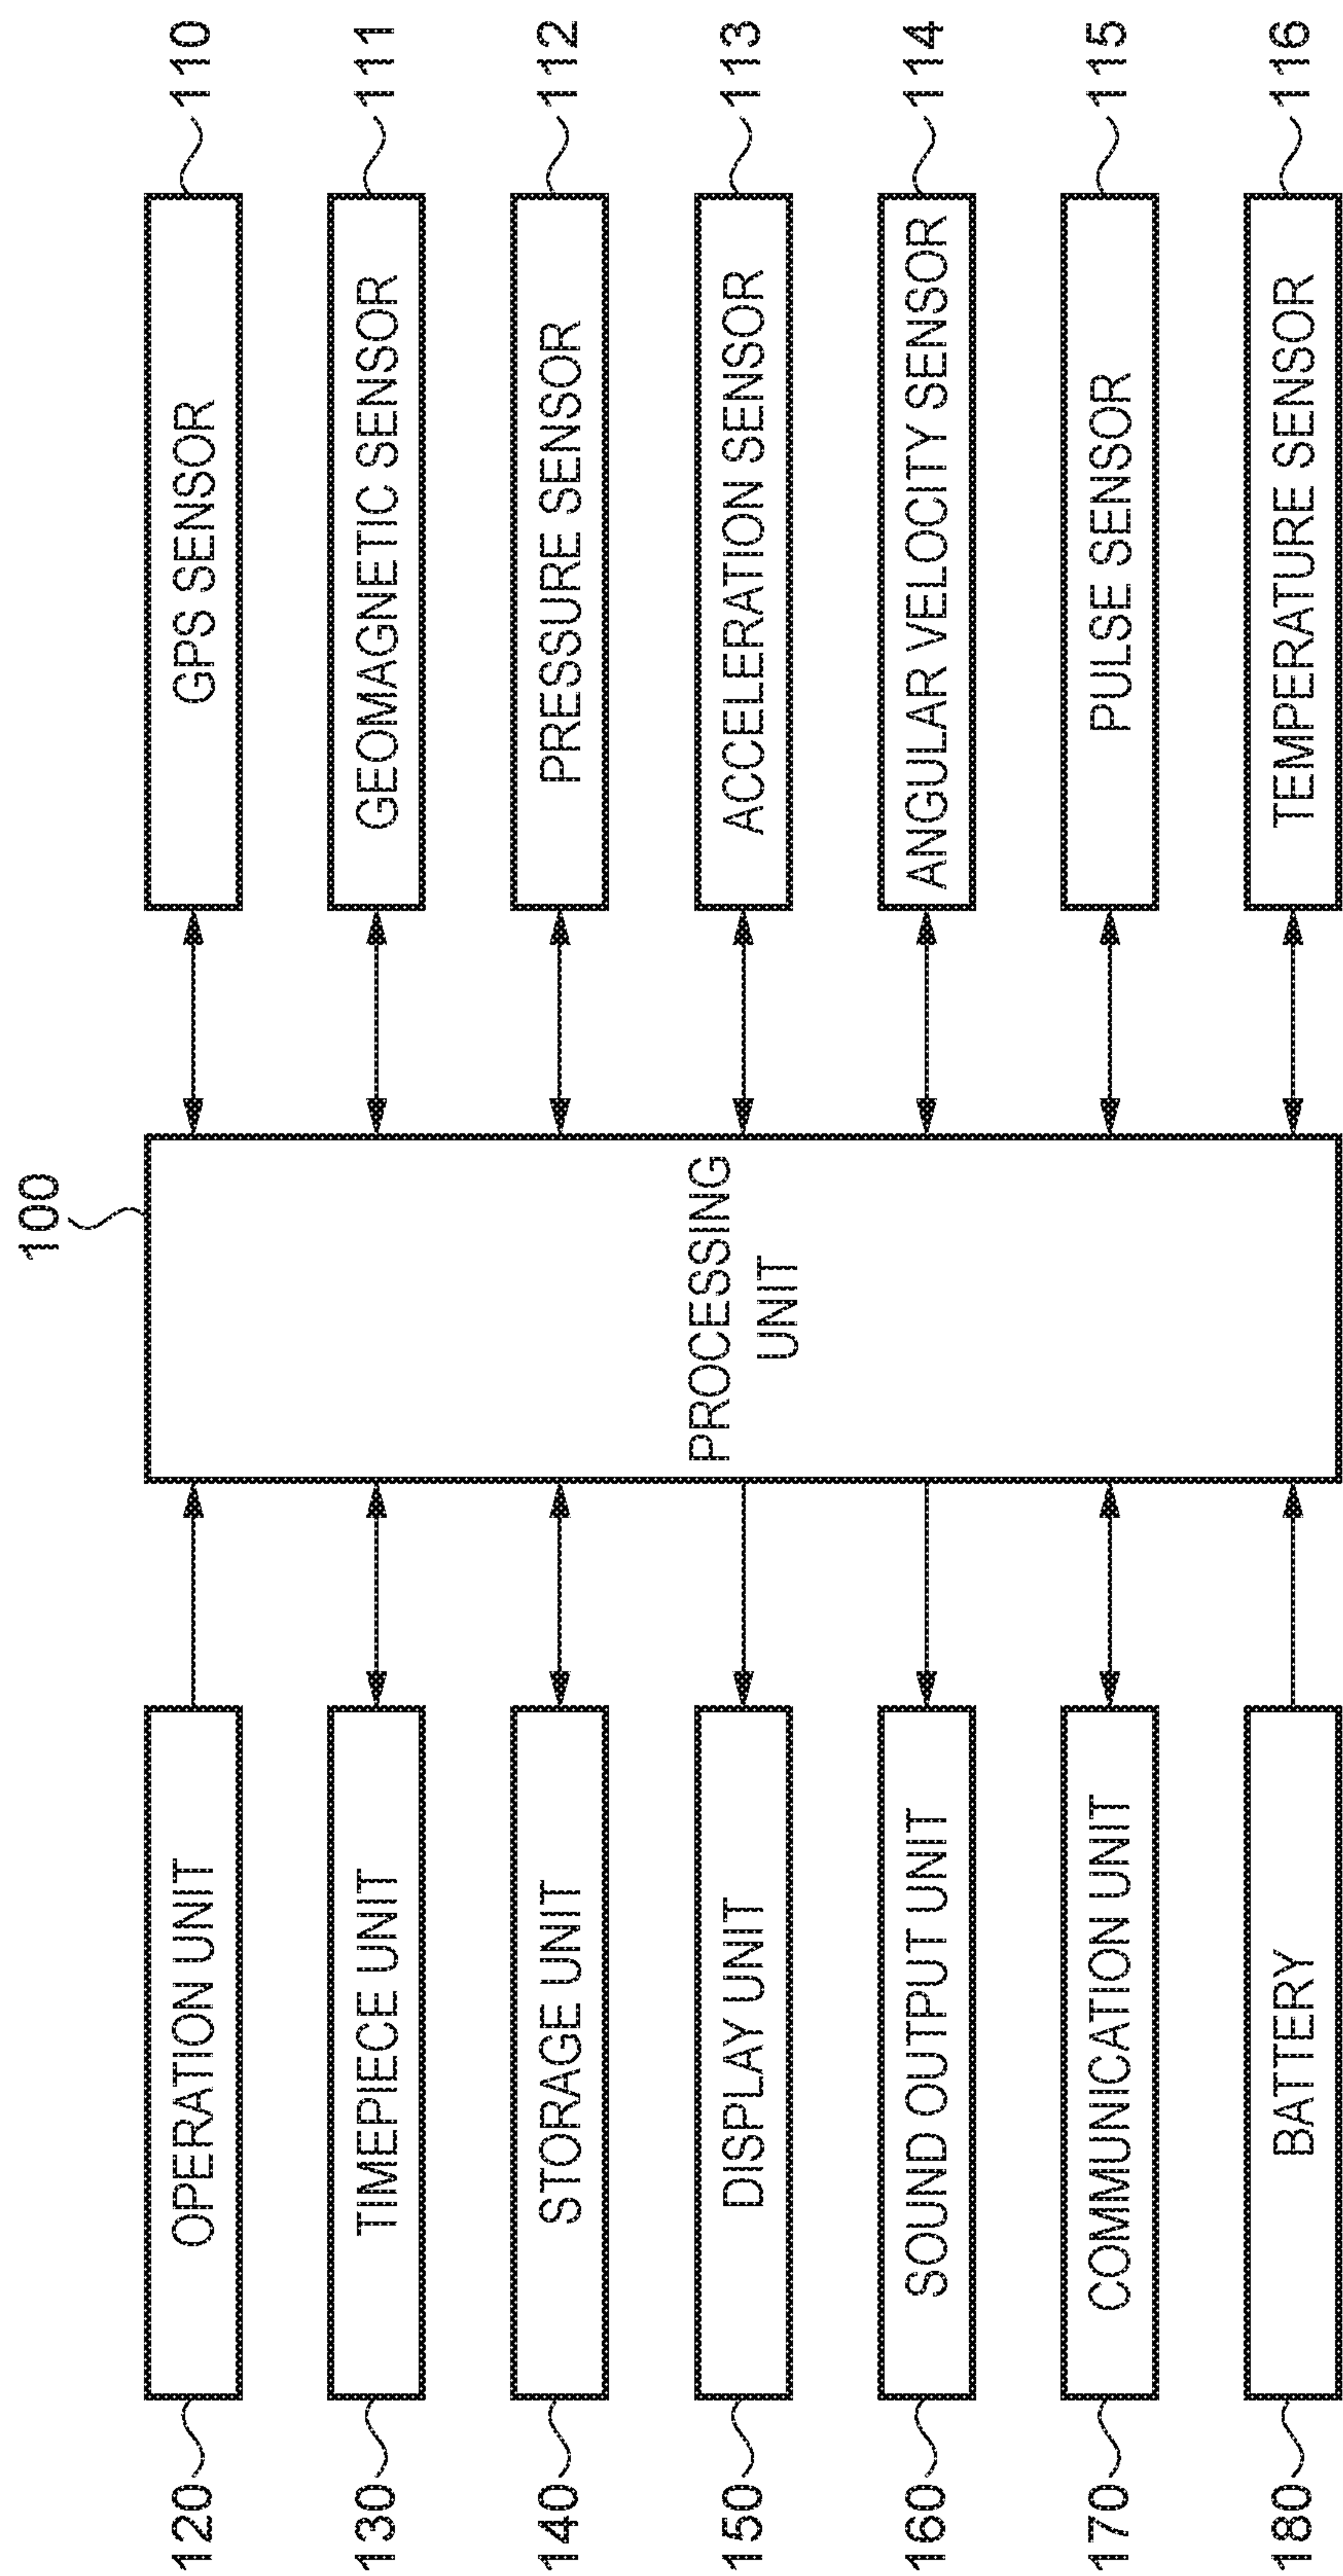 100
120
OPERATION UNIT
130
TIMEPIECE UNIT
140
STORAGE UNIT
150
DISPLAY UNIT
160
SOUND OUTPUT UNIT
170
COMMUNICATION UNIT
180
BATTERY
PROCESSING
UNIT
GPS SENSOR
110
GEOMAGNETIC SENSOR
111
PRESSURE SENSOR
112
ACCELERATION SENSOR
113
ANGULAR VELOCITY SENSOR
114
PULSE SENSOR
115
TEMPERATURE SENSOR
116